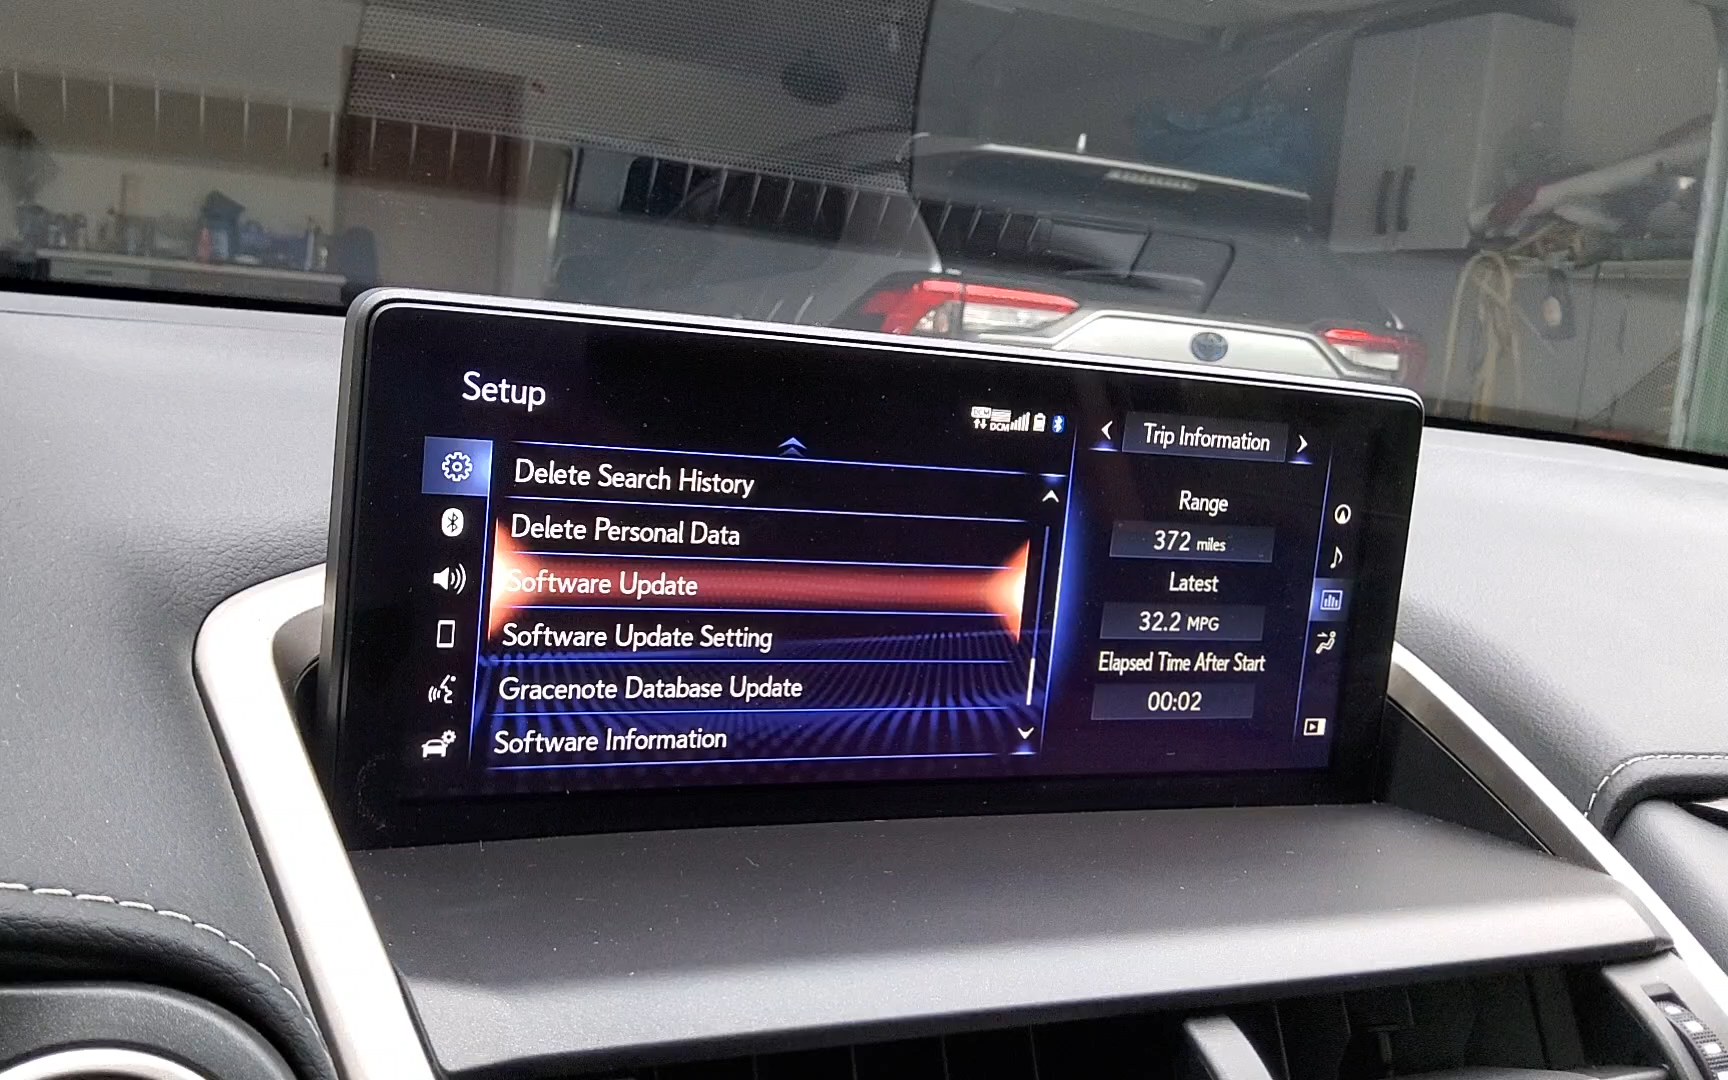 Setup
DCM
Delete Search History
Delete Personal Data
Software Update
Software Update Setting
Gracenote Database Update
Software Information
Trip Information
Range
372 miles
Latest
32.2 MPG
Elapsed Time After Start
00:02